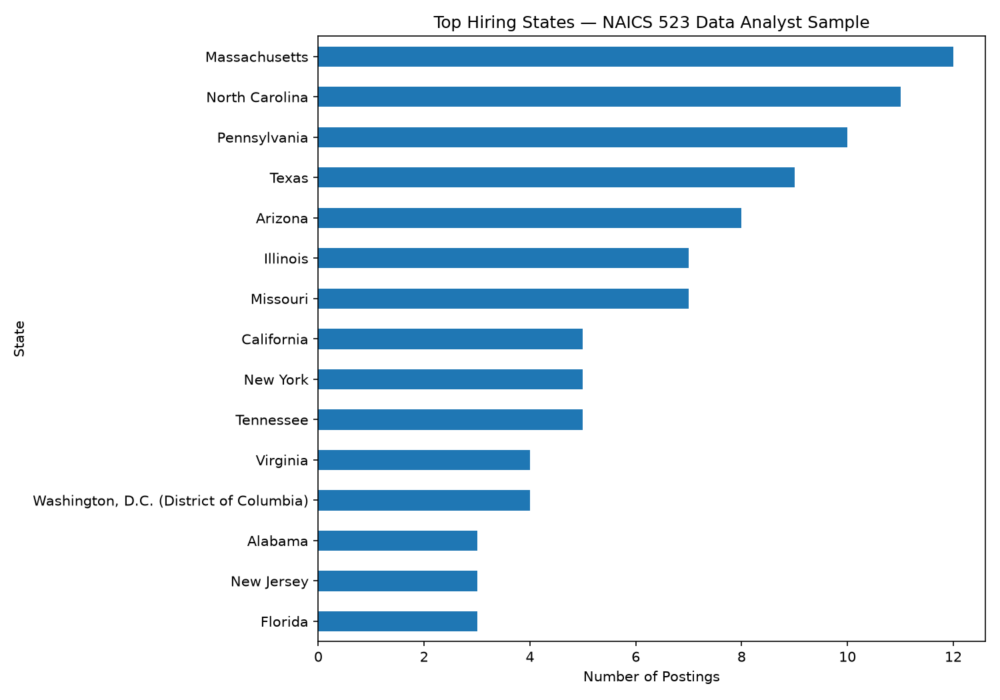 Top Hiring States — NAICS 523 Data Analyst Sample
Massachusetts
North Carolina
Pennsylvania
Texas
Arizona
Illinois
Missouri
California
New York
Tennessee
Virginia
Washington, D.C. (District of Columbia)
Alabama
New Jersey
Florida
State
0 2 4 6 8 10 12
Number of Postings